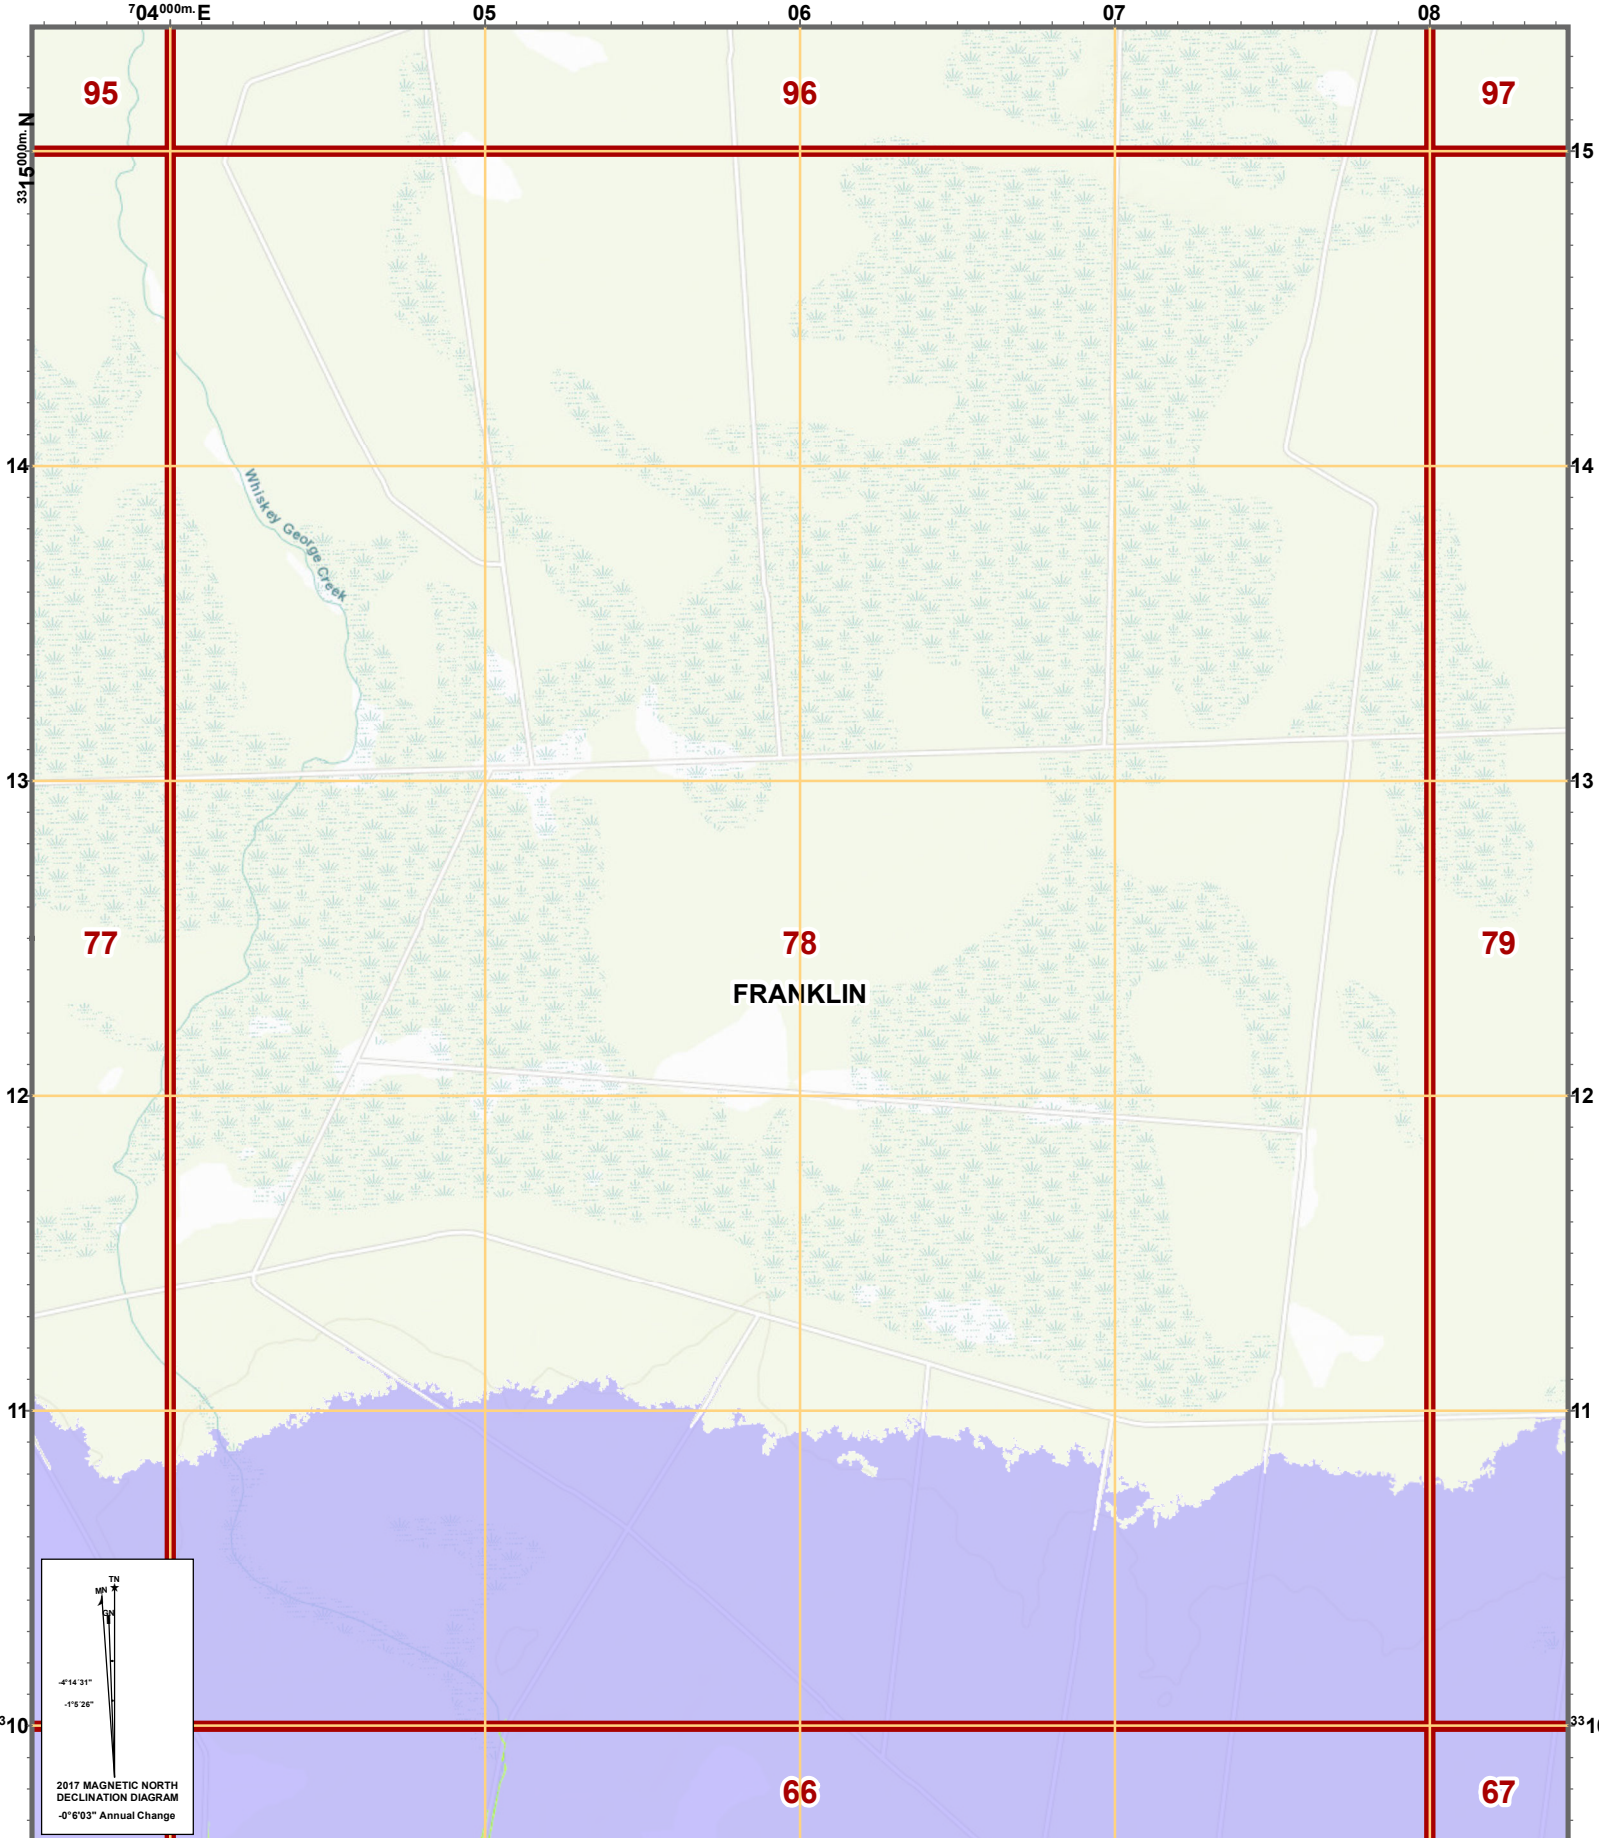 704000m. E 05 06 07 08
95 96 97
3315000m. N 15
14 14
Whiskey George Creek
13 13
77 78 79
FRANKLIN
12 12
11 11
TN
MN
GN
-4°14'31"
-1°5'26"
310 331
2017 MAGNETIC NORTH
DECLINATION DIAGRAM
-0°6'03" Annual Change
66 67